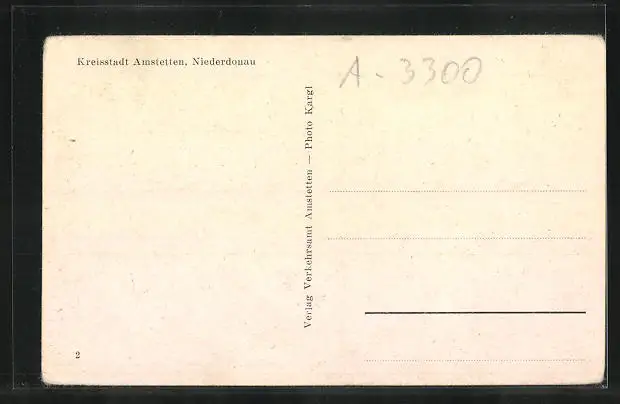 Kreisstadt Amstetten, Niederdonau
A - 3300
Verlag Verkehrsamt Amstetten — Photo Kargl
2